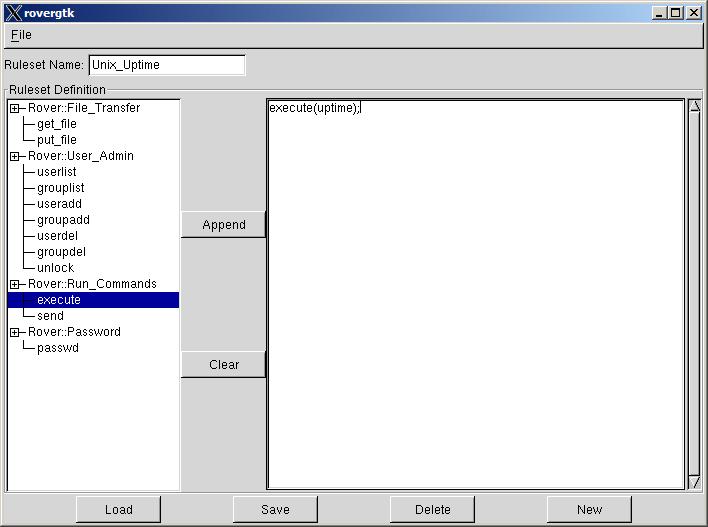 rovergtk
File
Ruleset Name: Unix_Uptime
Ruleset Definition
Rover::File_Transfer
get_file
put_file
Rover::User_Admin
userlist
grouplist
useradd
groupadd
userdel
groupdel
unlock
Rover::Run_Commands
execute
send
Rover::Password
passwd
Append
Clear
execute(uptime);
Load Save Delete New